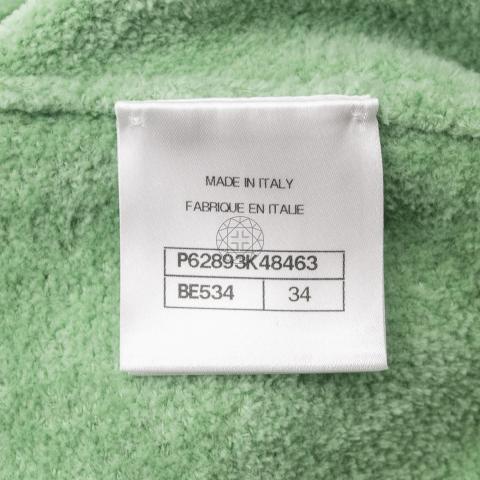 MADE IN ITALY
FABRIQUE EN ITALIE
P62893K48463
BE534 34